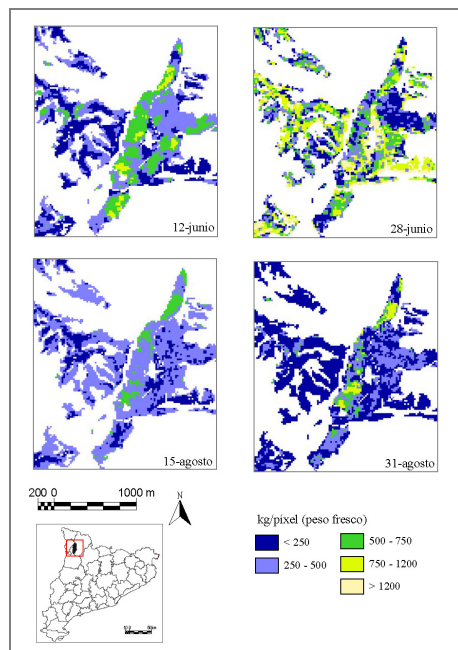 12-junio
28-junio
15-agosto
31-agosto
200 0 1000 m
N
kg/pixel (peso fresco)
< 250
250 - 500
500 - 750
750 - 1200
> 1200